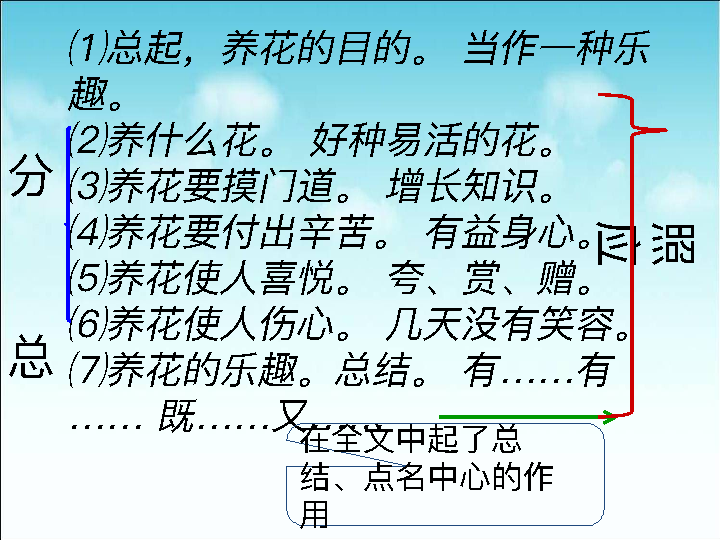 ⑴总起，养花的目的。 当作一种乐
趣。
⑵养什么花。 好种易活的花。
⑶养花要摸门道。 增长知识。
⑷养花要付出辛苦。 有益身心。
⑸养花使人喜悦。 夸、赏、赠。
⑹养花使人伤心。 几天没有笑容。
⑺养花的乐趣。总结。 有……有
…… 既……又……
分
总
照应
在全文中起了总
结、点名中心的作
用